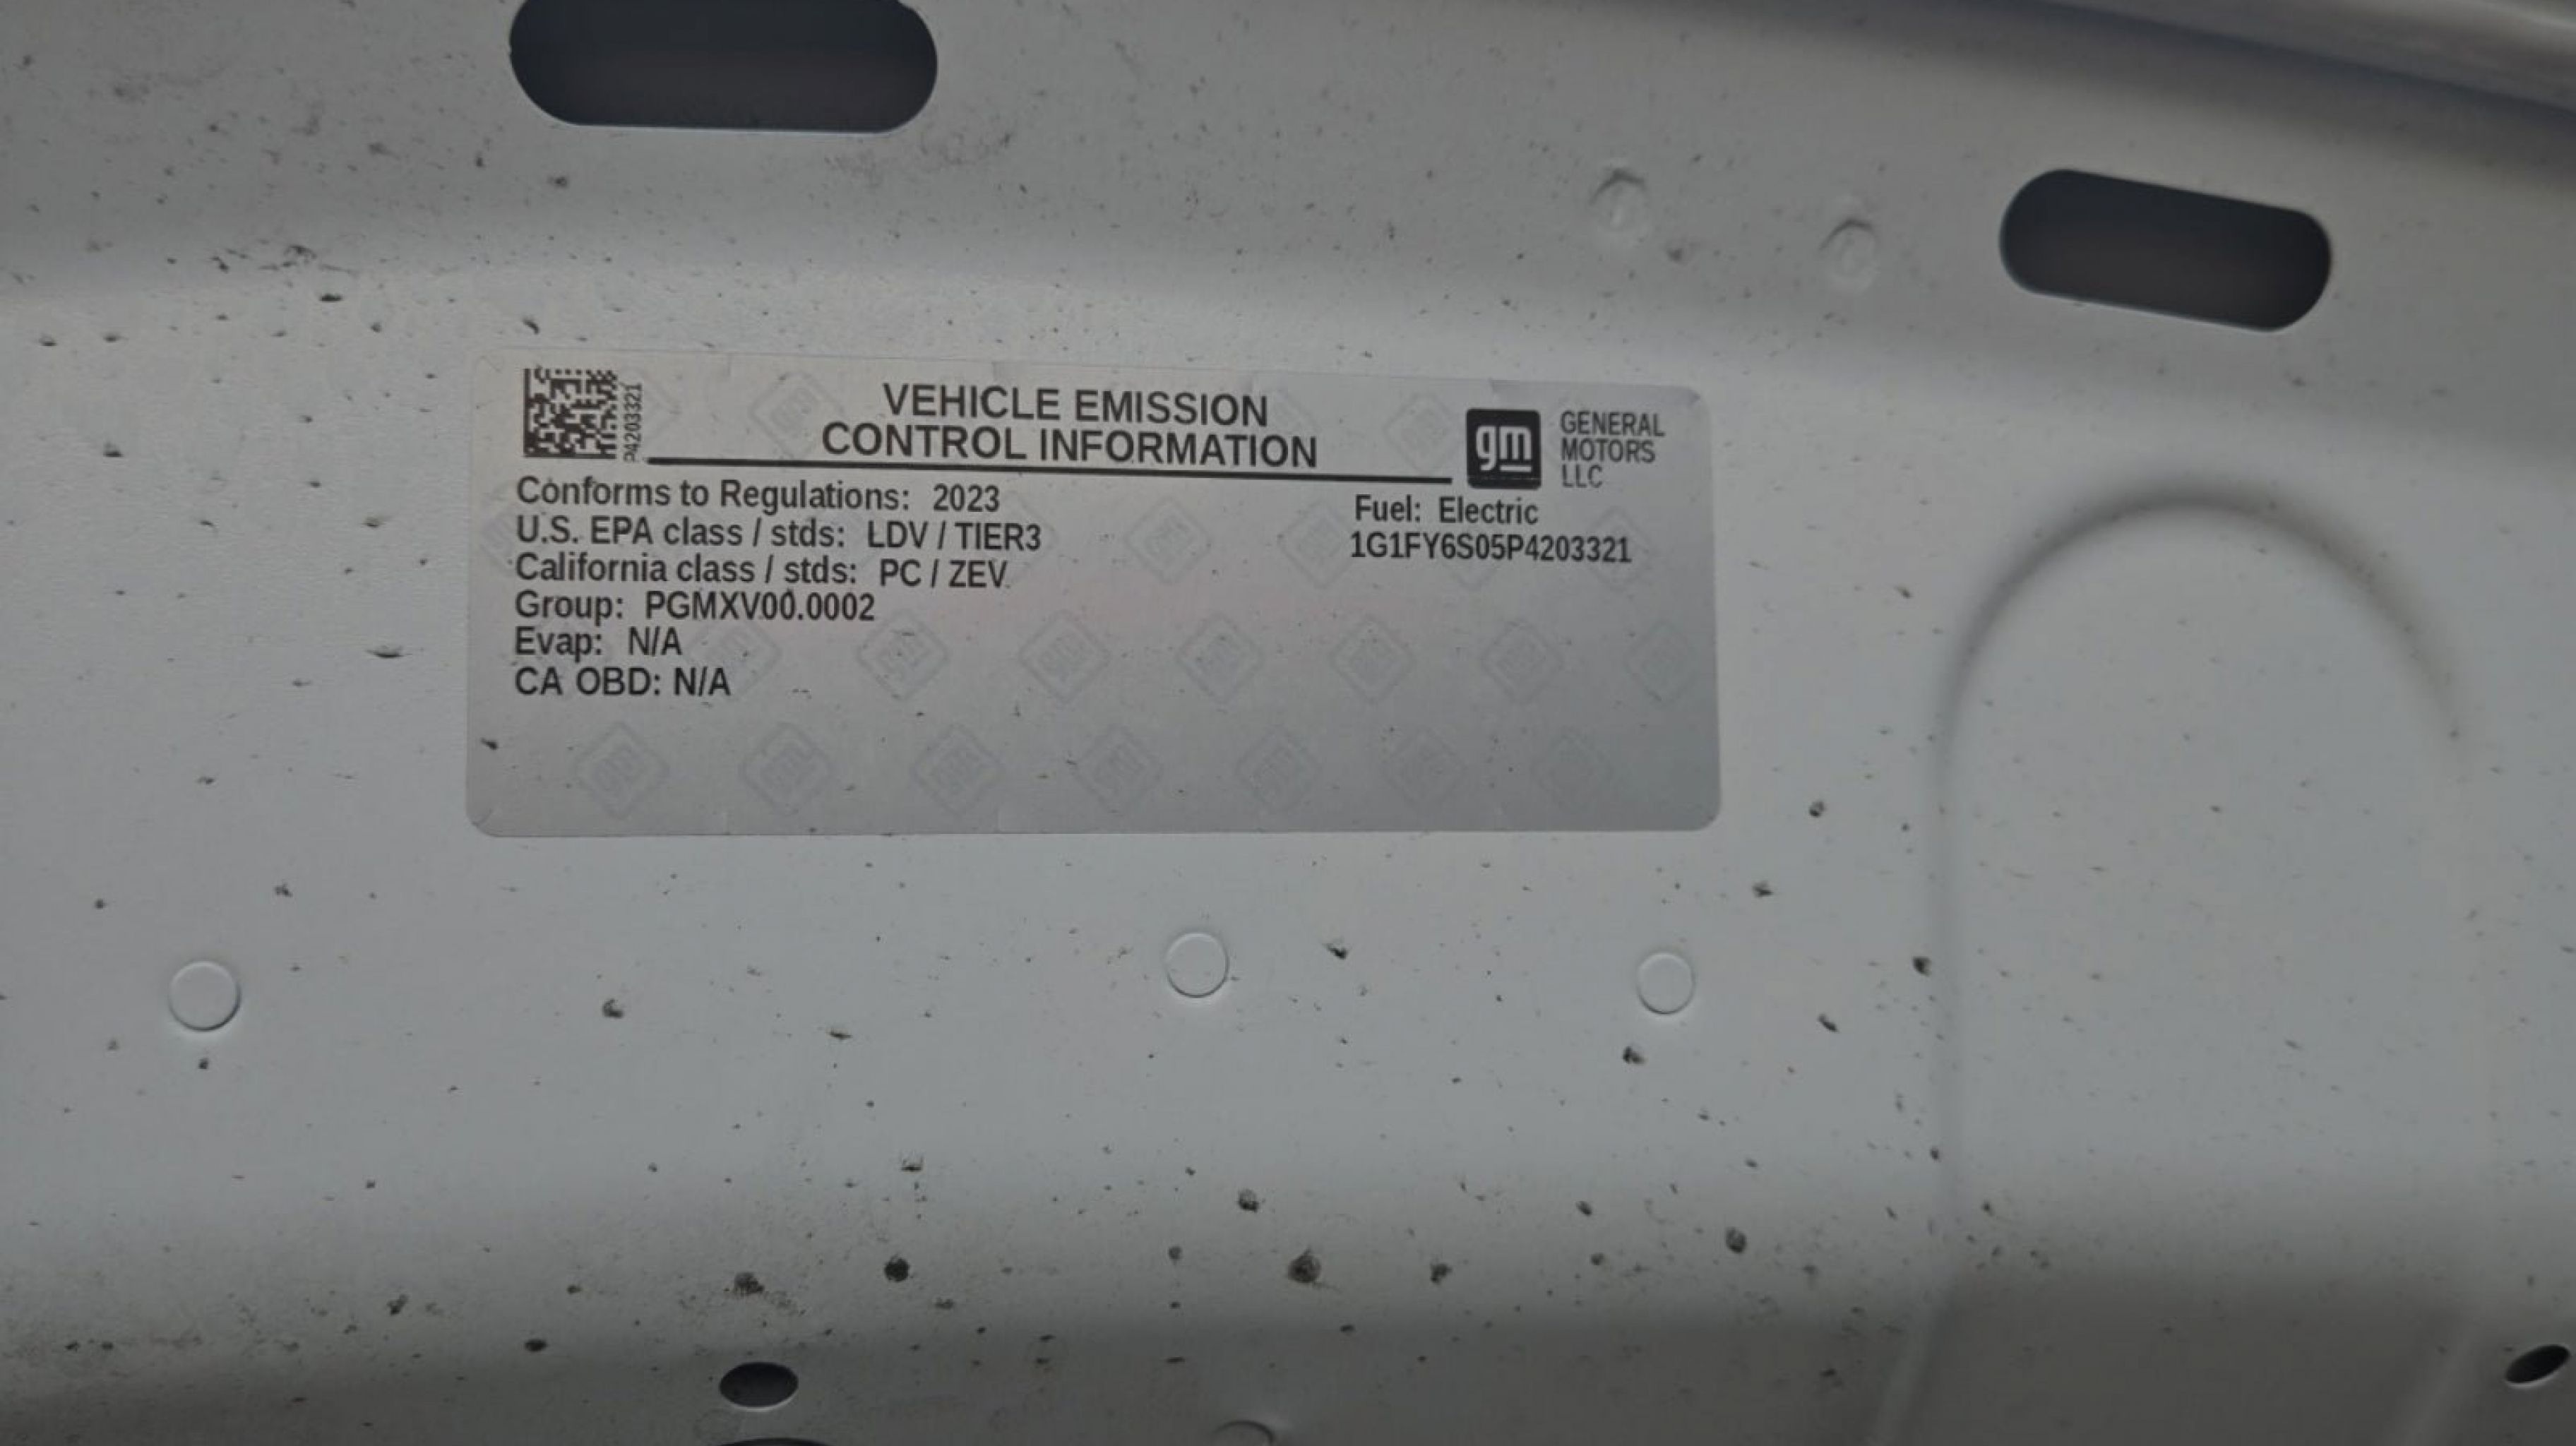 P4203321
VEHICLE EMISSION
CONTROL INFORMATION
gm
GENERAL
MOTORS
LLC
Conforms to Regulations: 2023
U.S. EPA class / stds: LDV / TIER3
California class / stds: PC / ZEV
Group: PGMXV00.0002
Evap: N/A
CA OBD: N/A
Fuel: Electric
1G1FY6S05P4203321